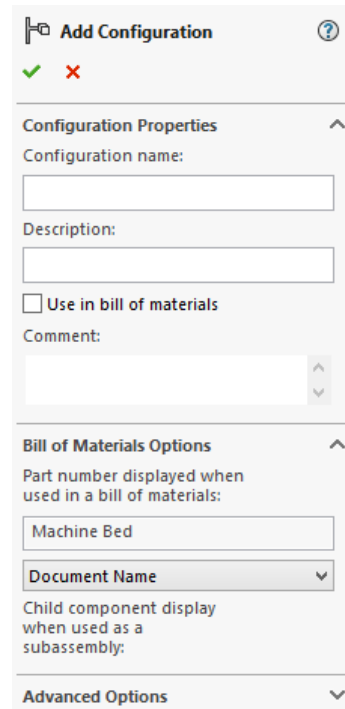 Add Configuration
Configuration Properties
Configuration name:
Description:
Use in bill of materials
Comment:
Bill of Materials Options
Part number displayed when
used in a bill of materials:
Machine Bed
Document Name
Child component display
when used as a
subassembly:
Advanced Options